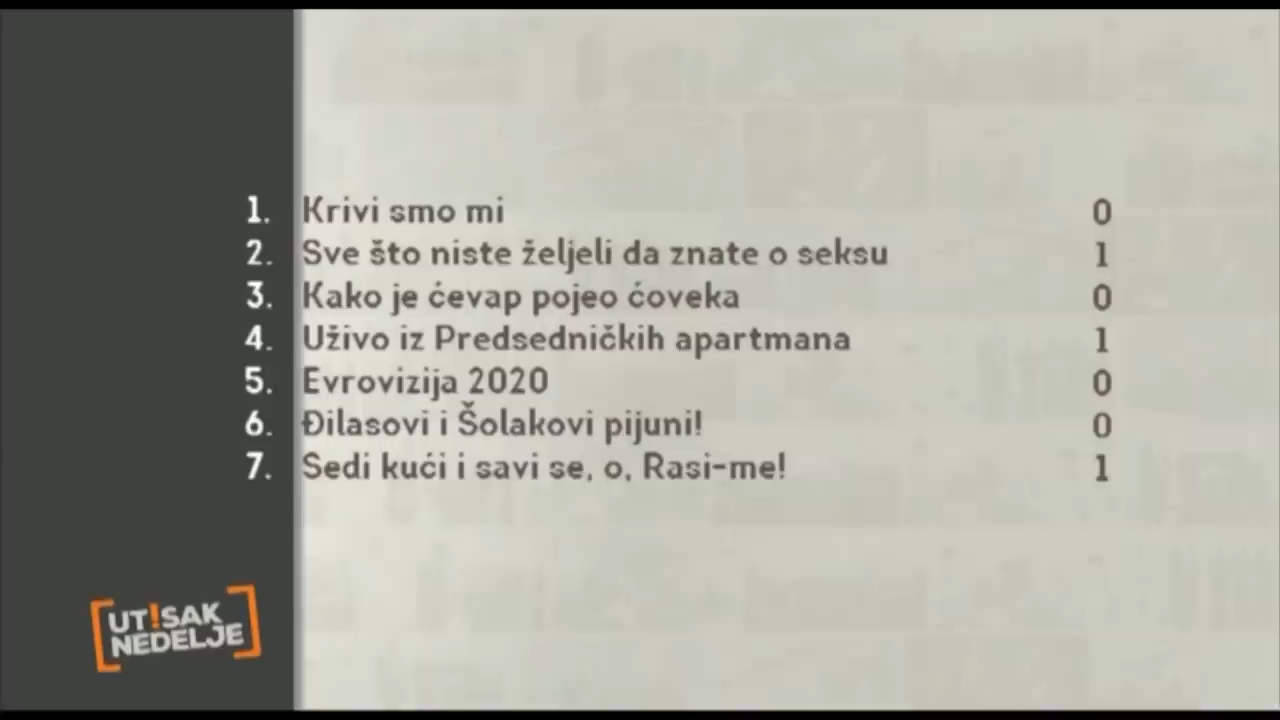 1. Krivi smo mi 0
2. Sve što niste željeli da znate o seksu 1
3. Kako je ćevap pojeo ćoveka 0
4. Uživo iz Predsedničkih apartmana 1
5. Evrovizija 2020 0
6. Đilasovi i Šolakovi pijuni! 0
7. Sedi kući i savi se, o, Rasi-me! 1
UT!SAK
NEDELJE